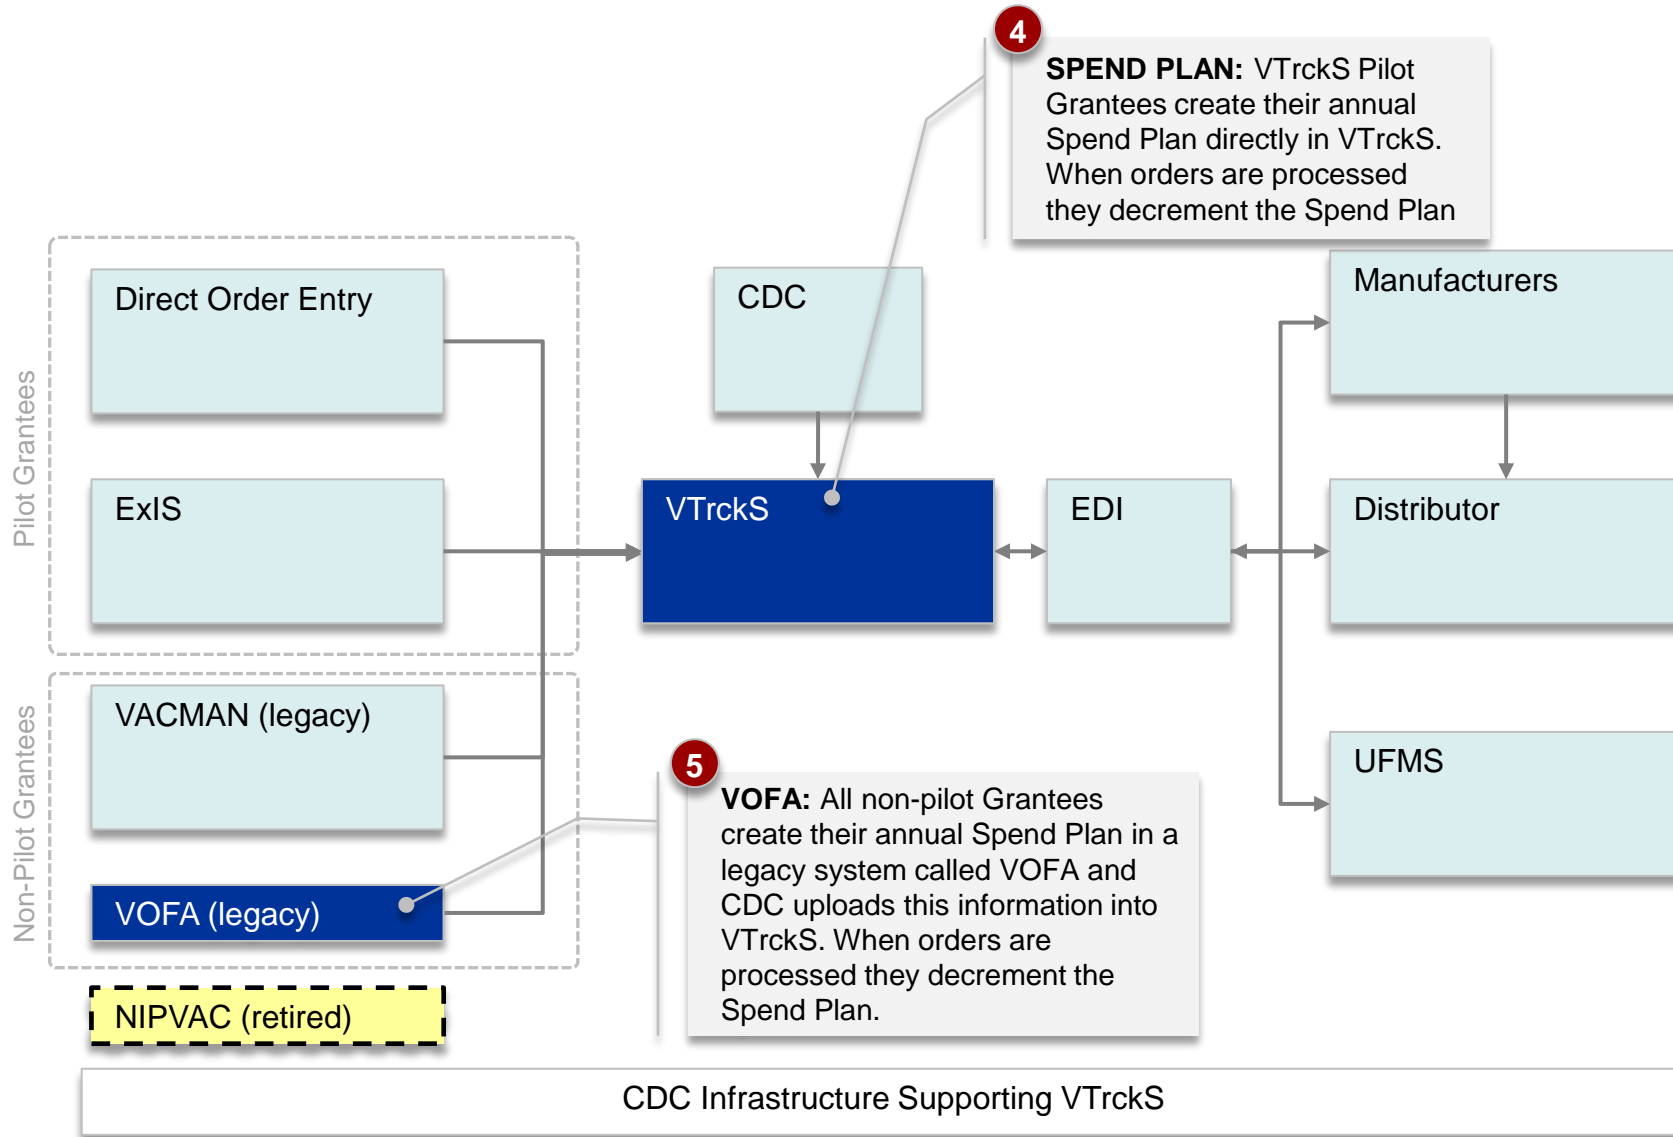 4
SPEND PLAN: VTrckS Pilot
Grantees create their annual
Spend Plan directly in VTrckS.
When orders are processed
they decrement the Spend Plan
Pilot Grantees
Direct Order Entry
CDC
Manufacturers
ExIS
VTrckS
EDI
Distributor
Non-Pilot Grantees
VACMAN (legacy)
UFMS
VOFA (legacy)
5
VOFA: All non-pilot Grantees
create their annual Spend Plan in a
legacy system called VOFA and
CDC uploads this information into
VTrckS. When orders are
processed they decrement the
Spend Plan.
NIPVAC (retired)
CDC Infrastructure Supporting VTrckS